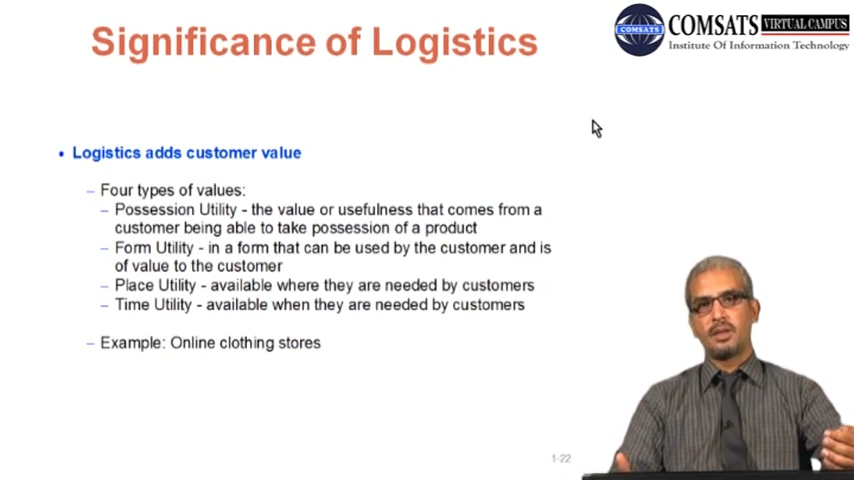 Significance of Logistics
COMSATS
COMSATS VIRTUAL CAMPUS
Institute Of Information Technology
• Logistics adds customer value
– Four types of values:
– Possession Utility - the value or usefulness that comes from a
customer being able to take possession of a product
– Form Utility - in a form that can be used by the customer and is
of value to the customer
– Place Utility - available where they are needed by customers
– Time Utility - available when they are needed by customers
– Example: Online clothing stores
1-22